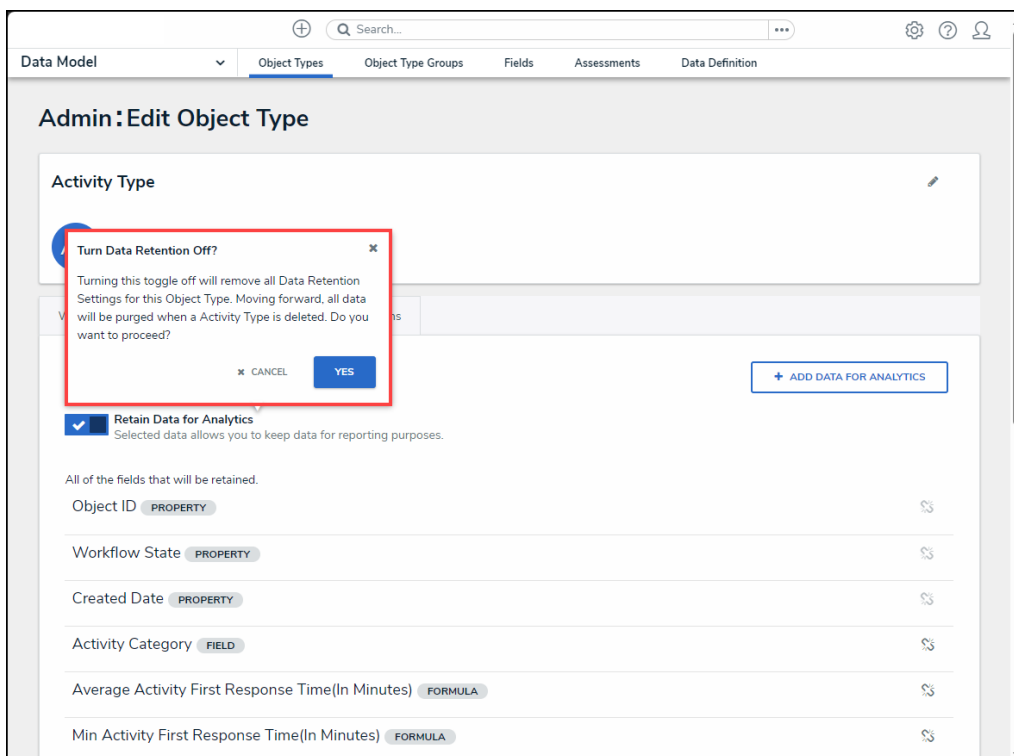 Search...
Data Model
Object Types
Object Type Groups
Fields
Assessments
Data Definition
Admin:Edit Object Type
Activity Type
Turn Data Retention Off?
Turning this toggle off will remove all Data Retention
Settings for this Object Type. Moving forward, all data
will be purged when a Activity Type is deleted. Do you
want to proceed?
CANCEL
YES
+ ADD DATA FOR ANALYTICS
Retain Data for Analytics
Selected data allows you to keep data for reporting purposes.
All of the fields that will be retained.
Object ID PROPERTY
Workflow State PROPERTY
Created Date PROPERTY
Activity Category FIELD
Average Activity First Response Time(In Minutes) FORMULA
Min Activity First Response Time(In Minutes) FORMULA